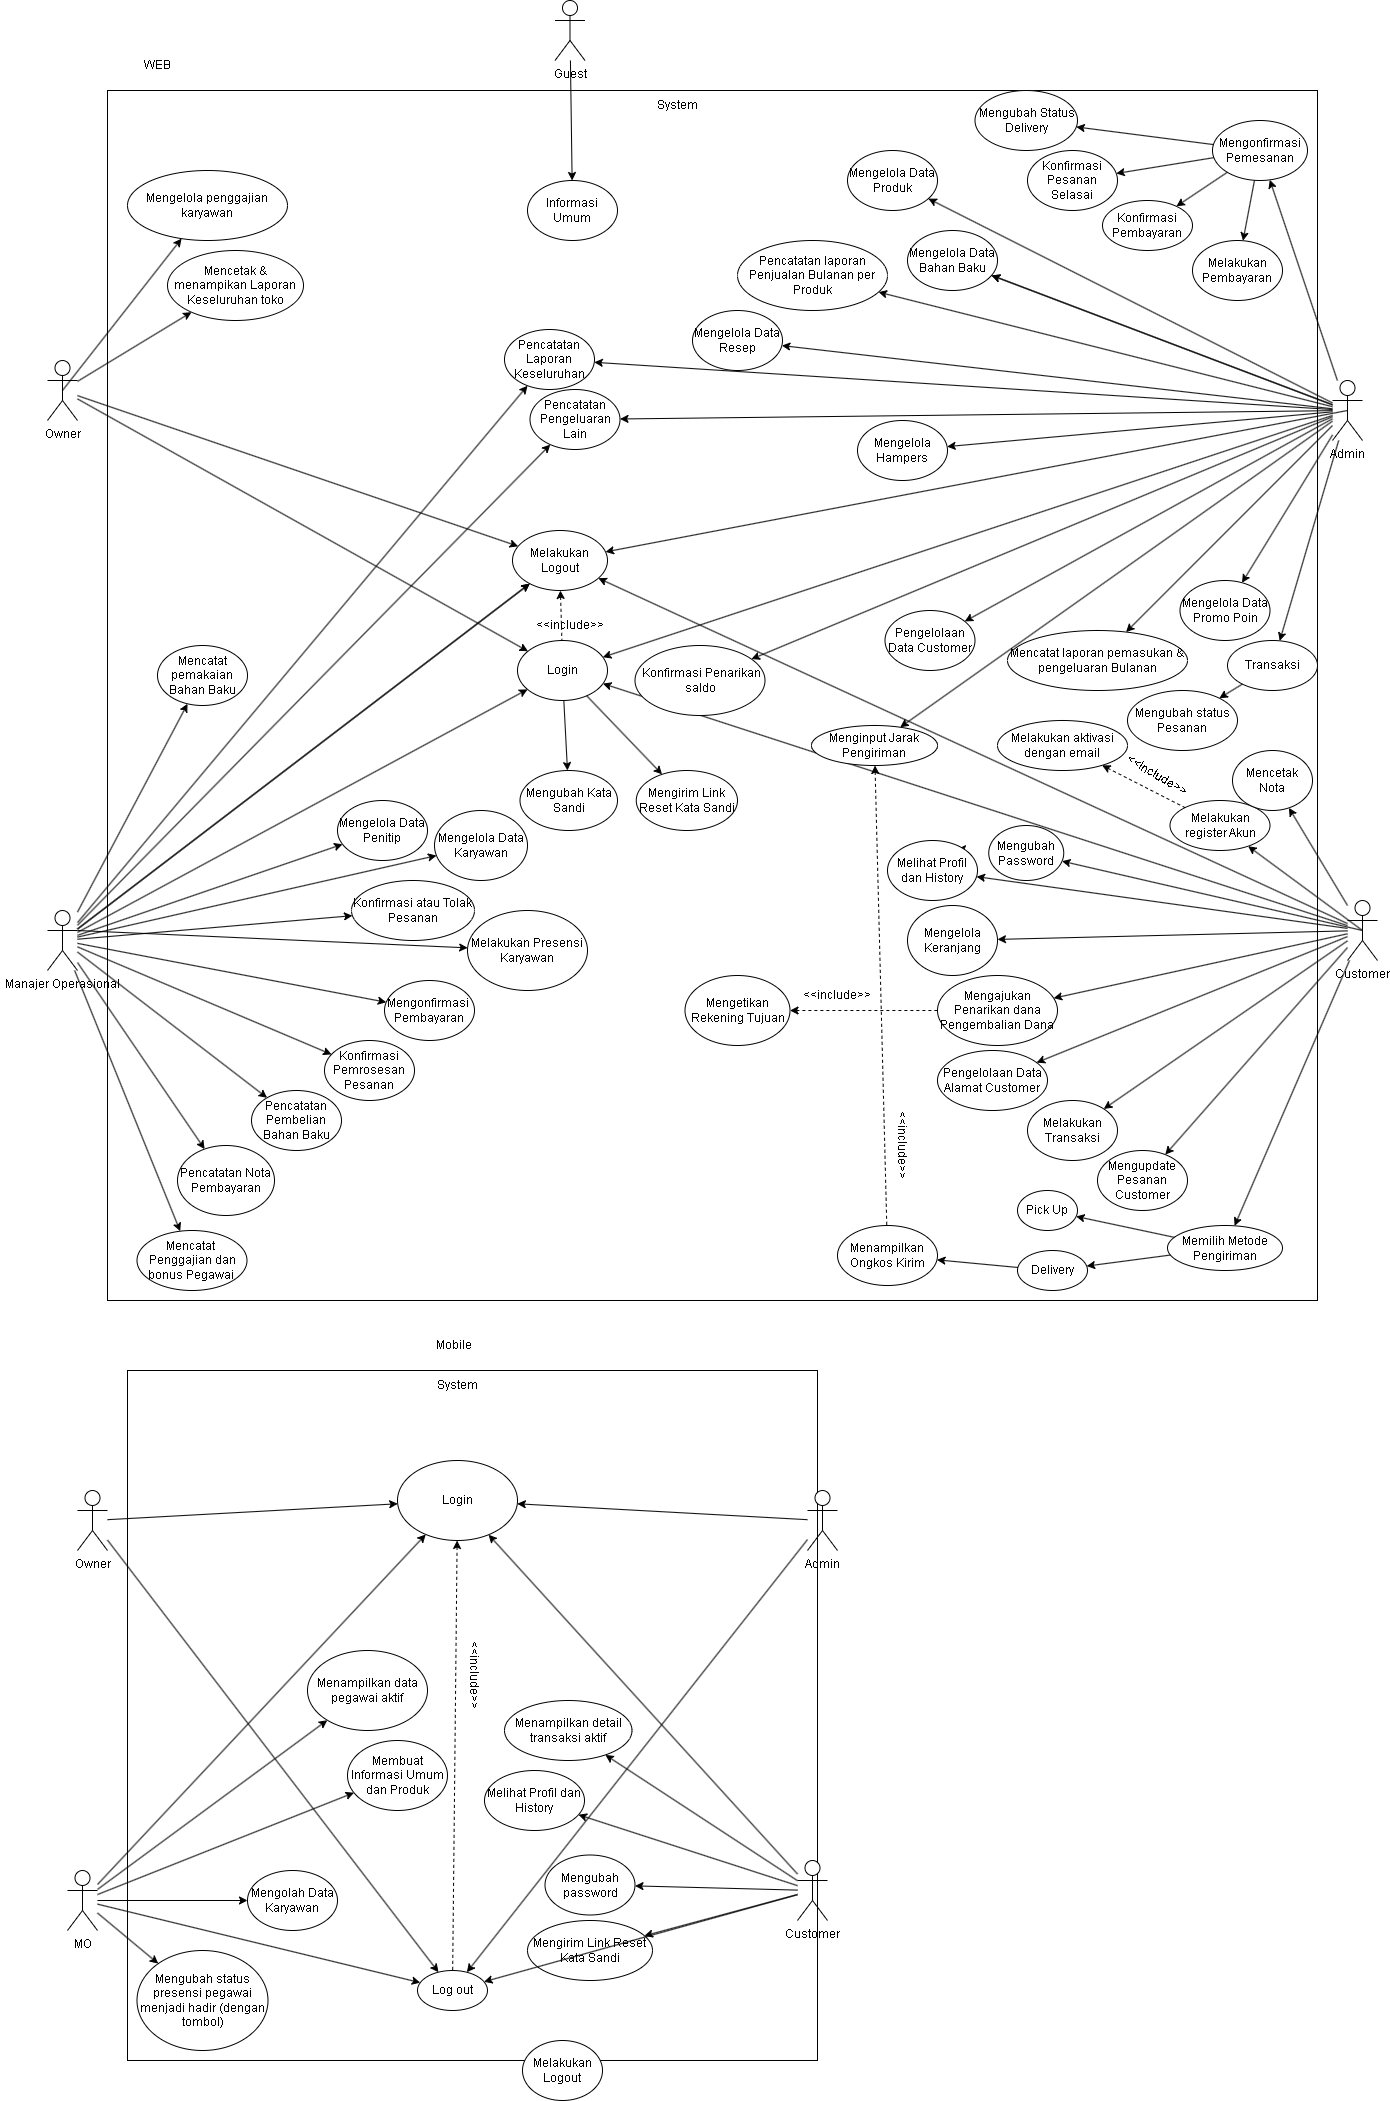 Guest
WEB
System
Mengubah Status
Delivery
Mengonfirmasi
Pemesanan
Konfirmasi
Pesanan
Selasai
Mengelola Data
Produk
Konfirmasi
Pembayaran
Melakukan
Pembayaran
Mengelola penggajian
karyawan
Informasi
Umum
Mencetak &
menampikan Laporan
Keseluruhan toko
Pencatatan laporan
Penjualan Bulanan per
Produk
Mengelola Data
Bahan Baku
Mengelola Data
Resep
Pencatatan
Laporan
Keseluruhan
Pencatatan
Pengeluaran
Lain
Owner
Mengelola
Hampers
Admin
Melakukan
Logout
<<include>>
Login
Konfirmasi Penarikan
saldo
Pengelolaan
Data Customer
Mencatat laporan pemasukan &
pengeluaran Bulanan
Mengelola Data
Promo Poin
Transaksi
Mengubah status
Pesanan
Mencatat
pemakaian
Bahan Baku
Menginput Jarak
Pengiriman
Melakukan aktivasi
dengan email
<<include>>
Mencetak
Nota
Melakukan
register Akun
Mengubah Kata
Sandi
Mengirim Link
Reset Kata Sandi
Mengelola Data
Penitip
Mengelola Data
Karyawan
Melihat Profil
dan History
Mengubah
Password
Konfirmasi atau Tolak
Pesanan
Melakukan Presensi
Karyawan
Mengelola
Keranjang
Manajer Operasional
Customer
Mengonfirmasi
Pembayaran
Mengetikan
Rekening Tujuan
<<include>>
Mengajukan
Penarikan dana
Pengembalian Dana
Konfirmasi
Pemrosesan
Pesanan
Pengelolaan Data
Alamat Customer
Pencatatan
Pembelian
Bahan Baku
<<include>>
Melakukan
Transaksi
Pencatatan Nota
Pembayaran
Mengupdate
Pesanan
Customer
Pick Up
Mencatat
Penggajian dan
bonus Pegawai
Menampilkan
Ongkos Kirim
Delivery
Memilih Metode
Pengiriman
Mobile
System
Login
Owner
Admin
<<include>>
Menampilkan data
pegawai aktif
Menampilkan detail
transaksi aktif
Membuat
Informasi Umum
dan Produk
Melihat Profil dan
History
Mengolah Data
Karyawan
Mengubah
password
MO
Customer
Mengirim Link Reset
Kata Sandi
Log out
Mengubah status
presensi pegawai
menjadi hadir (dengan
tombol)
Melakukan
Logout